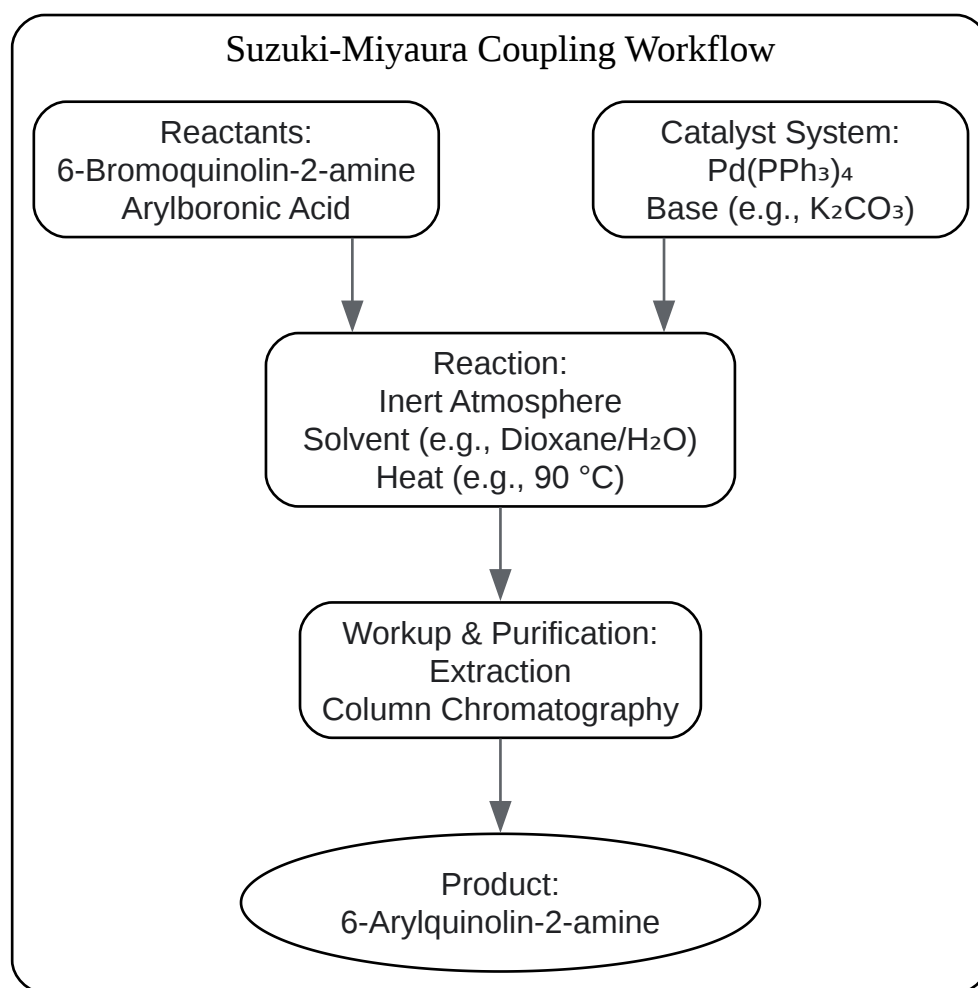 Suzuki-Miyaura Coupling Workflow
Reactants:
6-Bromoquinolin-2-amine
Arylboronic Acid
Catalyst System:
Pd(PPh₃)₄
Base (e.g., K₂CO₃)
Reaction:
Inert Atmosphere
Solvent (e.g., Dioxane/H₂O)
Heat (e.g., 90 °C)
Workup & Purification:
Extraction
Column Chromatography
Product:
6-Arylquinolin-2-amine